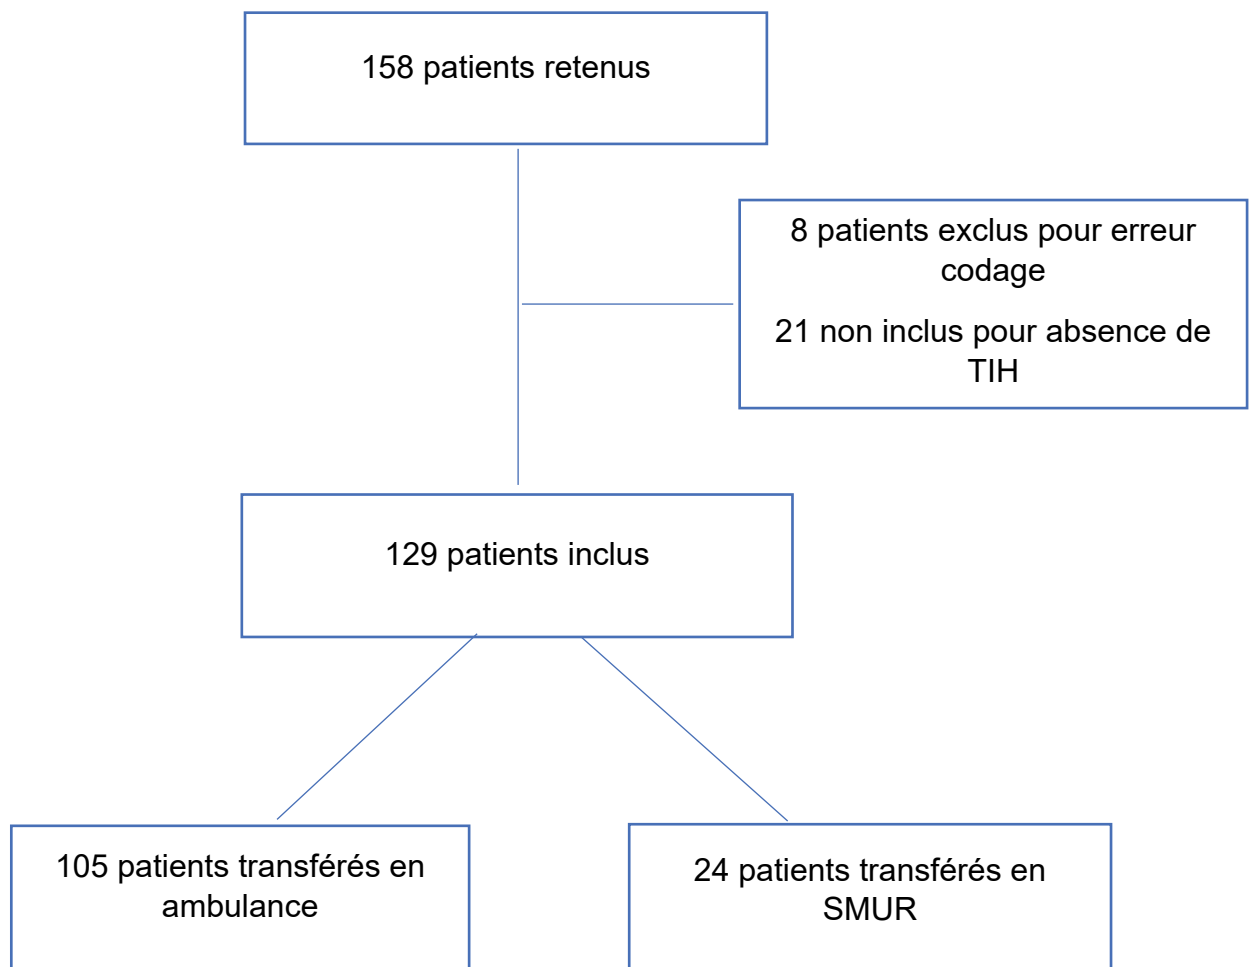 158 patients retenus
8 patients exclus pour erreur
codage
21 non inclus pour absence de
TIH
129 patients inclus
105 patients transférés en
ambulance
24 patients transférés en
SMUR